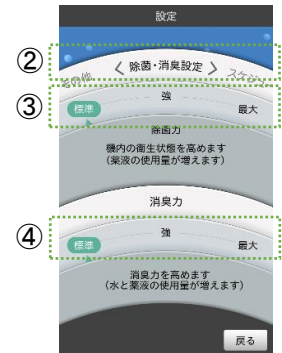 設定
②
その他 〈 除菌・消臭設定 〉 スケジ
③
標準 強 最大
除菌力
機内の衛生状態を高めます
（薬液の使用量が増えます）
消臭力
④
標準 強 最大
消臭力を高めます
（水と薬液の使用量が増えます）
戻る